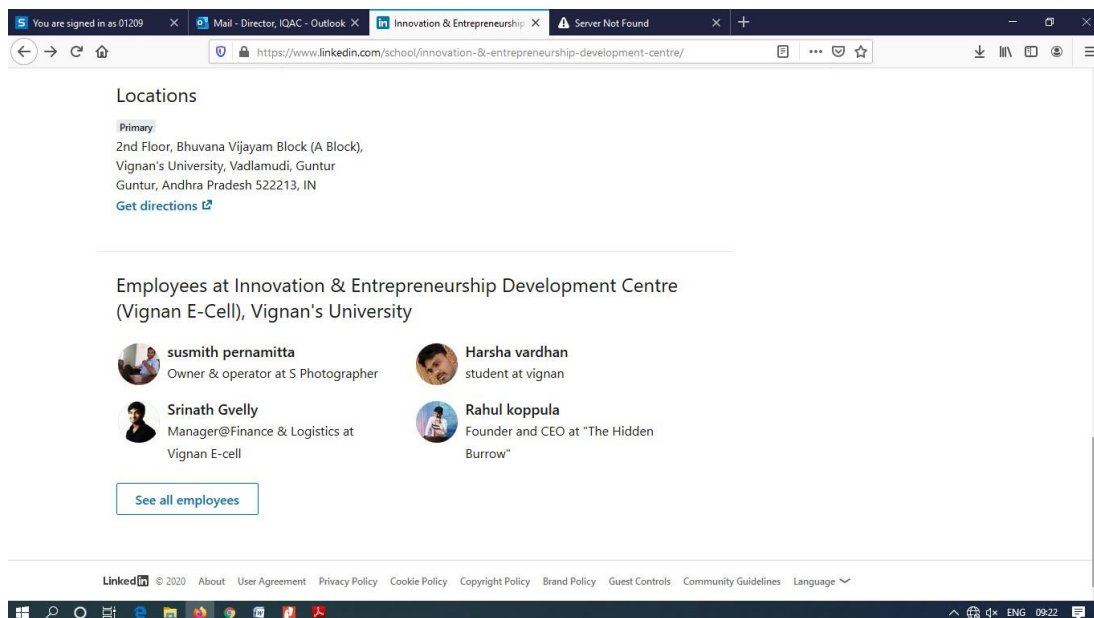 You are signed in as 01209
Mail - Director, IQAC - Outlook
Innovation & Entrepreneurship
Server Not Found
https://www.linkedin.com/school/innovation-&-entrepreneurship-development-centre/
Locations
Primary
2nd Floor, Bhuvana Vijayam Block (A Block),
Vignan's University, Vadlamudi, Guntur
Guntur, Andhra Pradesh 522213, IN
Get directions
Employees at Innovation & Entrepreneurship Development Centre
(Vignan E-Cell), Vignan's University
susmith pernamitta
Owner & operator at S Photographer
Harsha vardhan
student at vignan
Srinath Gvelly
Manager@Finance & Logistics at
Vignan E-cell
Rahul koppula
Founder and CEO at "The Hidden
Burrow"
See all employees
LinkedIn © 2020 About User Agreement Privacy Policy Cookie Policy Copyright Policy Brand Policy Guest Controls Community Guidelines Language
ENG 09:22